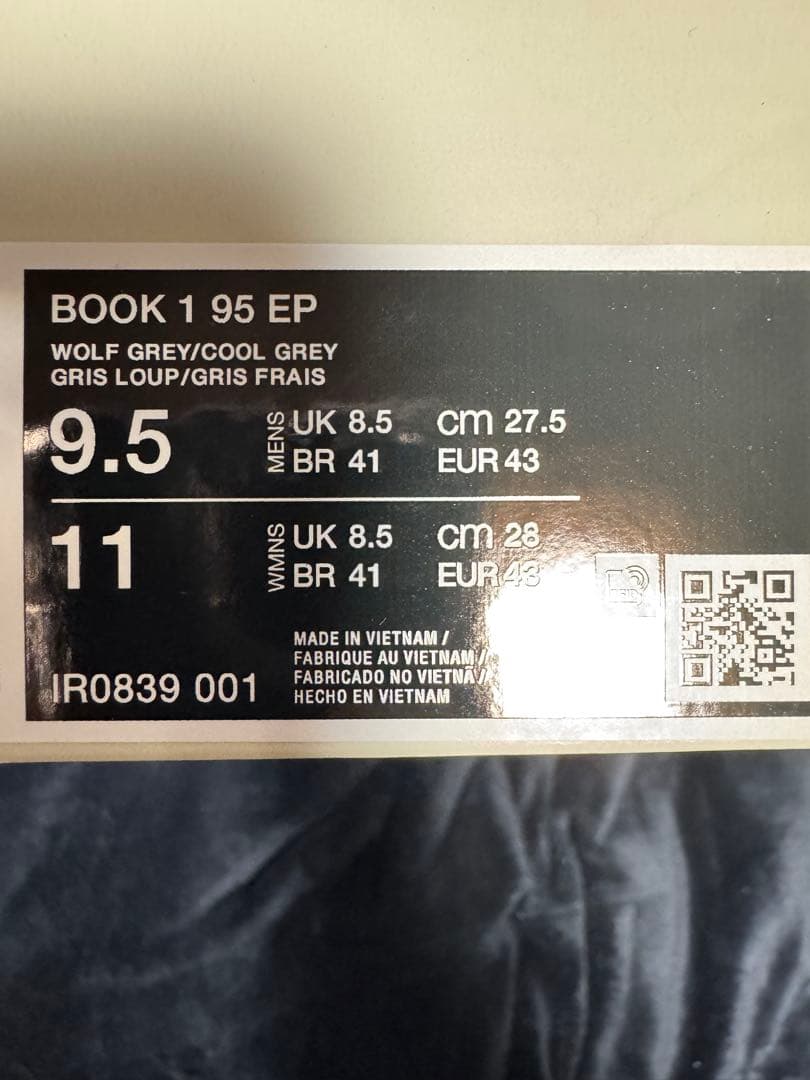 BOOK 1 95 EP
WOLF GREY/COOL GREY
GRIS LOUP/GRIS FRAIS
9.5 MENS UK 8.5 cm 27.5
BR 41 EUR 43
11 WMNS UK 8.5 cm 28
BR 41 EUR 43
MADE IN VIETNAM /
FABRIQUE AU VIETNAM /
FABRICADO NO VIETNÃ /
HECHO EN VIETNAM
IR0839 001